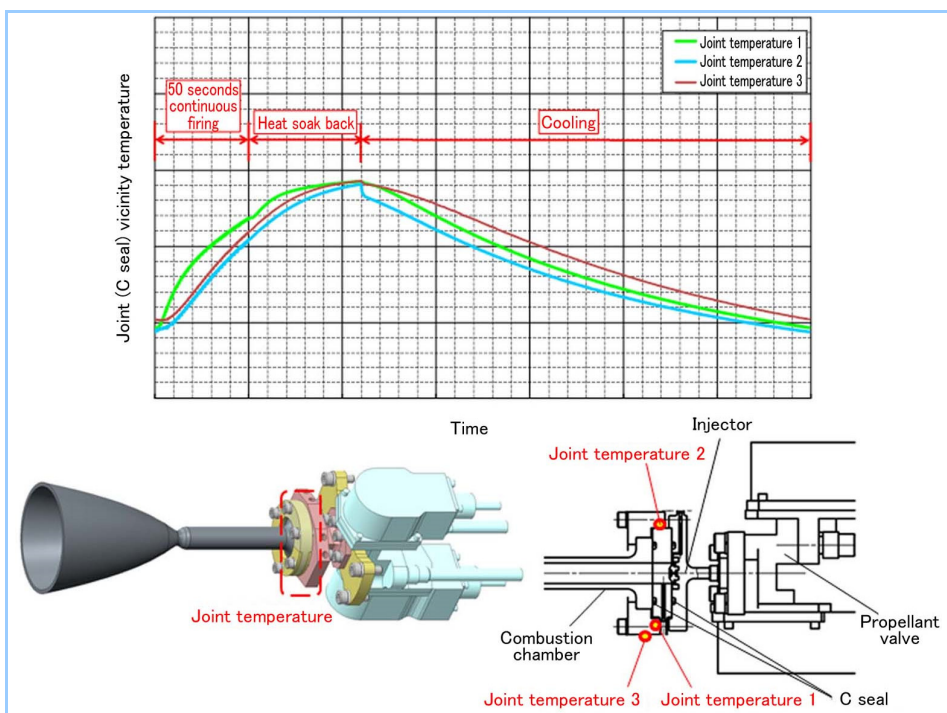 Joint temperature 1
Joint temperature 2
Joint temperature 3
50 seconds
continuous
firing
Heat soak back
Cooling
Joint (C seal) vicinity temperature
Time
Injector
Joint temperature 2
Joint temperature
Combustion
chamber
Propellant
valve
Joint temperature 3
Joint temperature 1
C seal